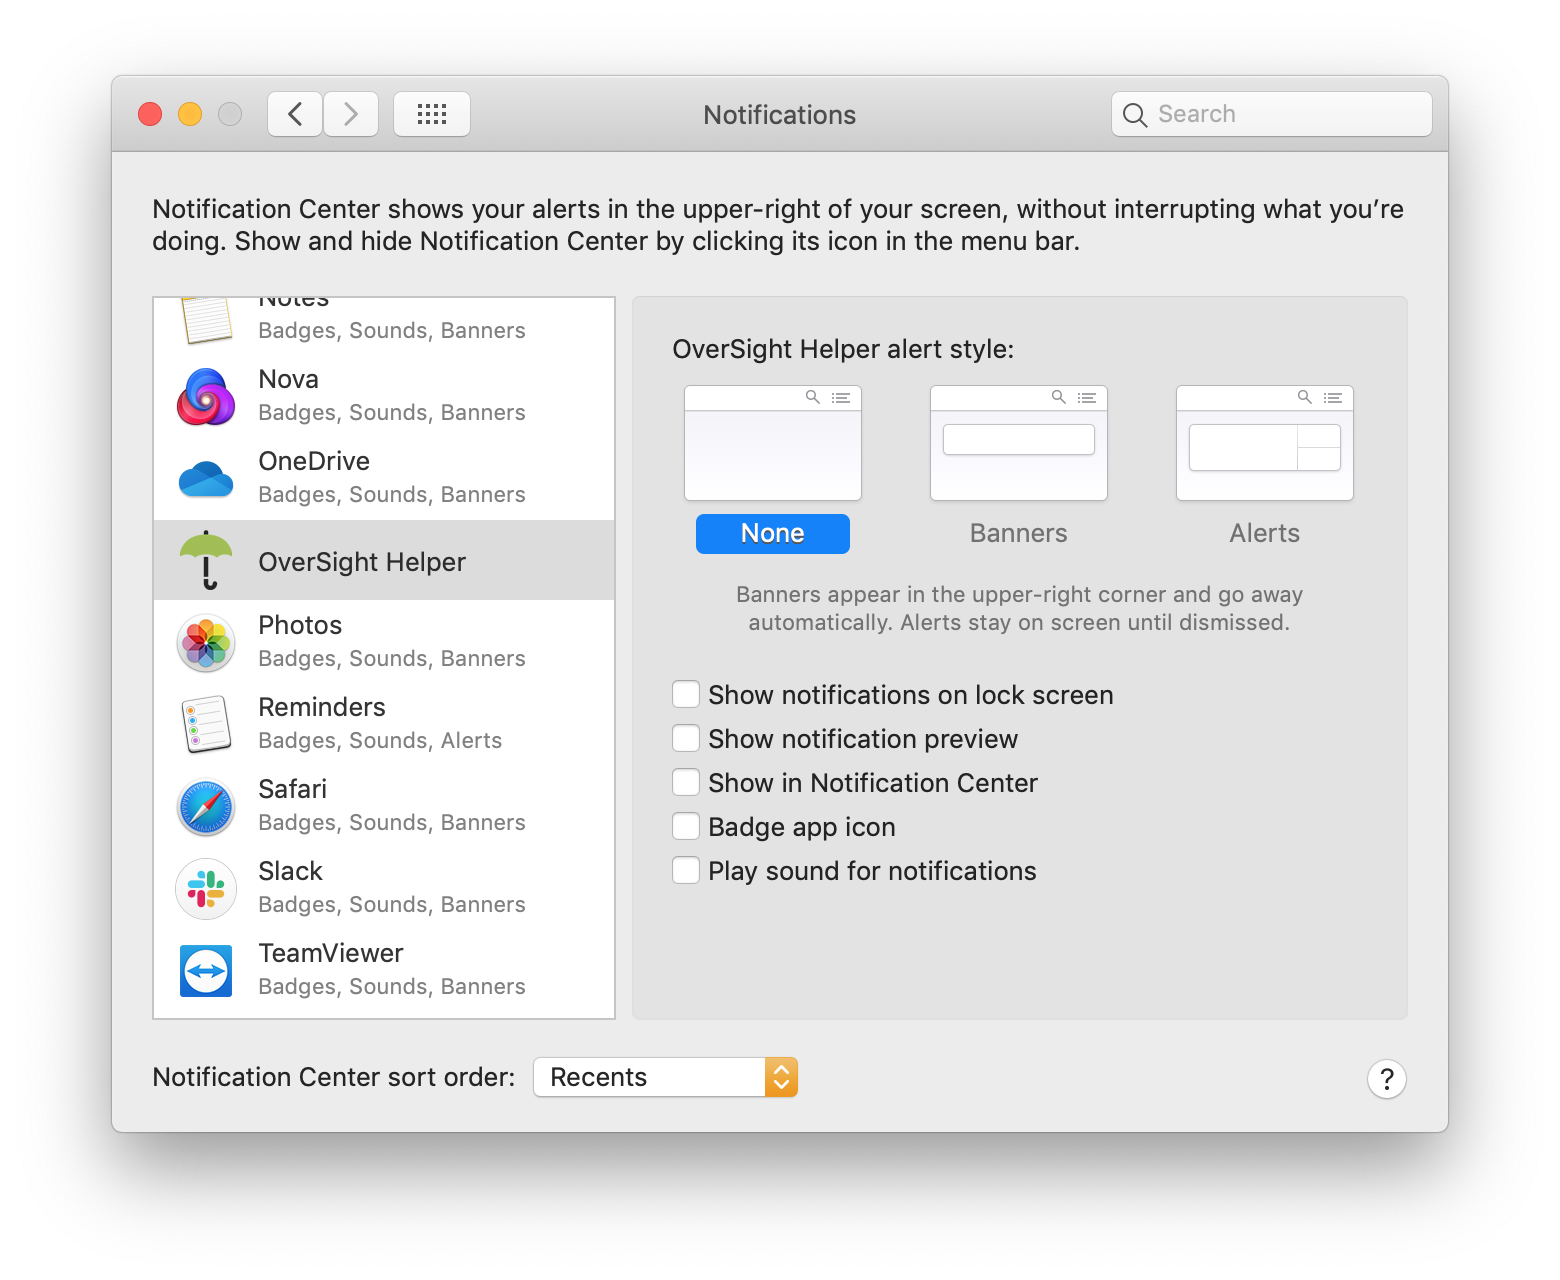 Notifications
Search
Notification Center shows your alerts in the upper-right of your screen, without interrupting what you’re
doing. Show and hide Notification Center by clicking its icon in the menu bar.
Notes
Badges, Sounds, Banners
Nova
Badges, Sounds, Banners
OneDrive
Badges, Sounds, Banners
OverSight Helper
Photos
Badges, Sounds, Banners
Reminders
Badges, Sounds, Alerts
Safari
Badges, Sounds, Banners
Slack
Badges, Sounds, Banners
TeamViewer
Badges, Sounds, Banners
OverSight Helper alert style:
None
Banners
Alerts
Banners appear in the upper-right corner and go away
automatically. Alerts stay on screen until dismissed.
Show notifications on lock screen
Show notification preview
Show in Notification Center
Badge app icon
Play sound for notifications
Notification Center sort order:
Recents
?